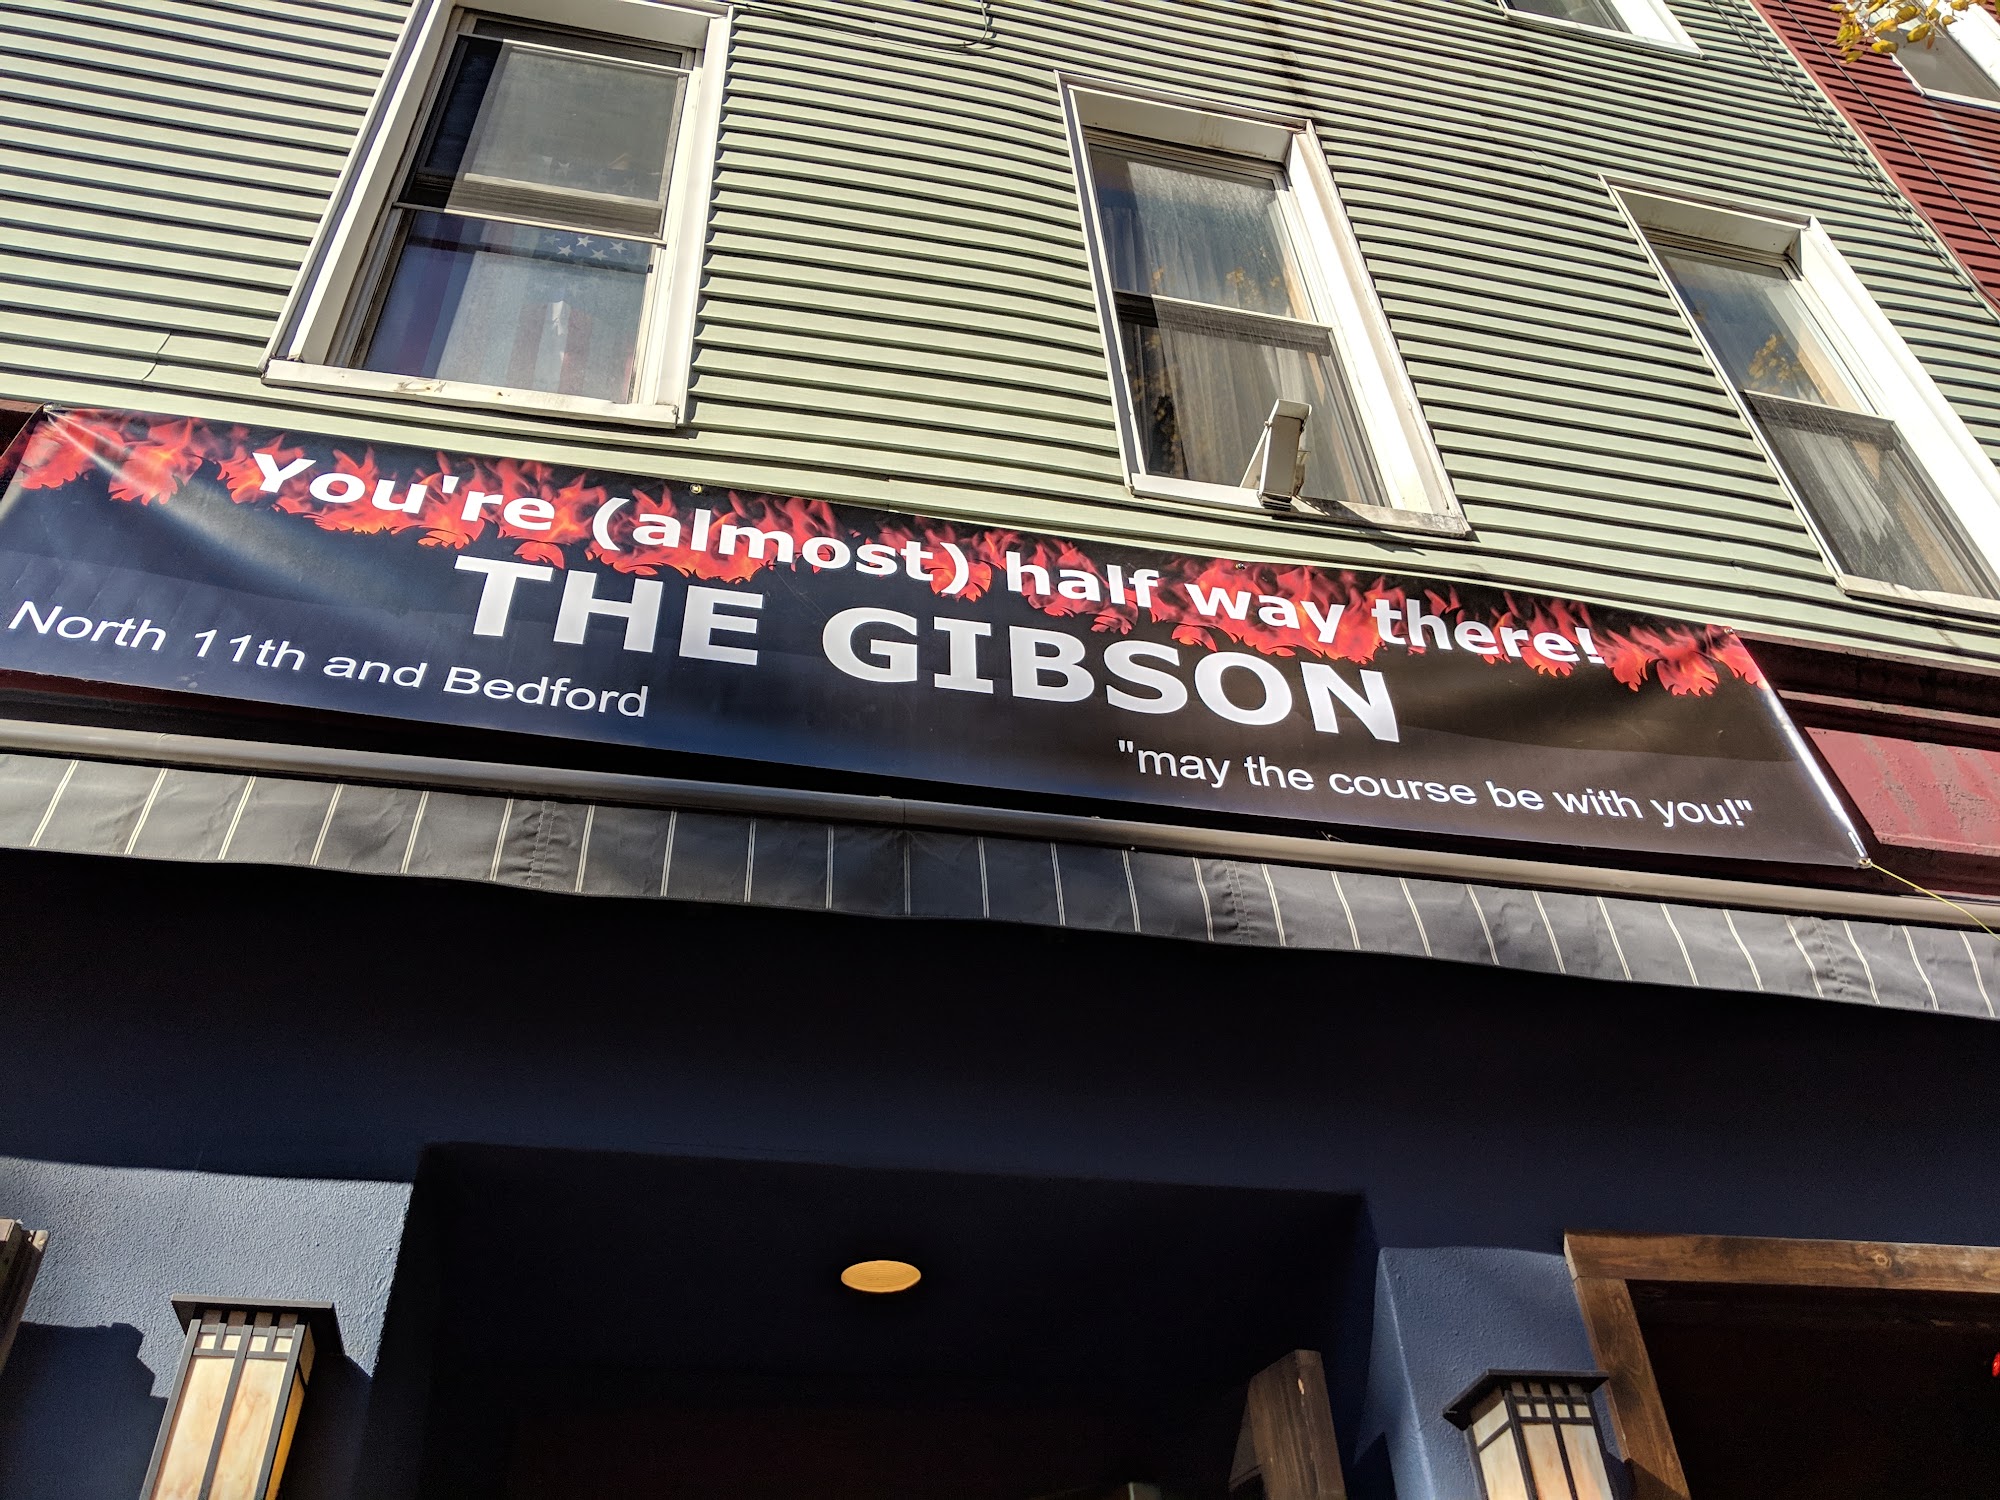 You're (almost) half way there!
THE GIBSON
North 11th and Bedford
"may the course be with you!"